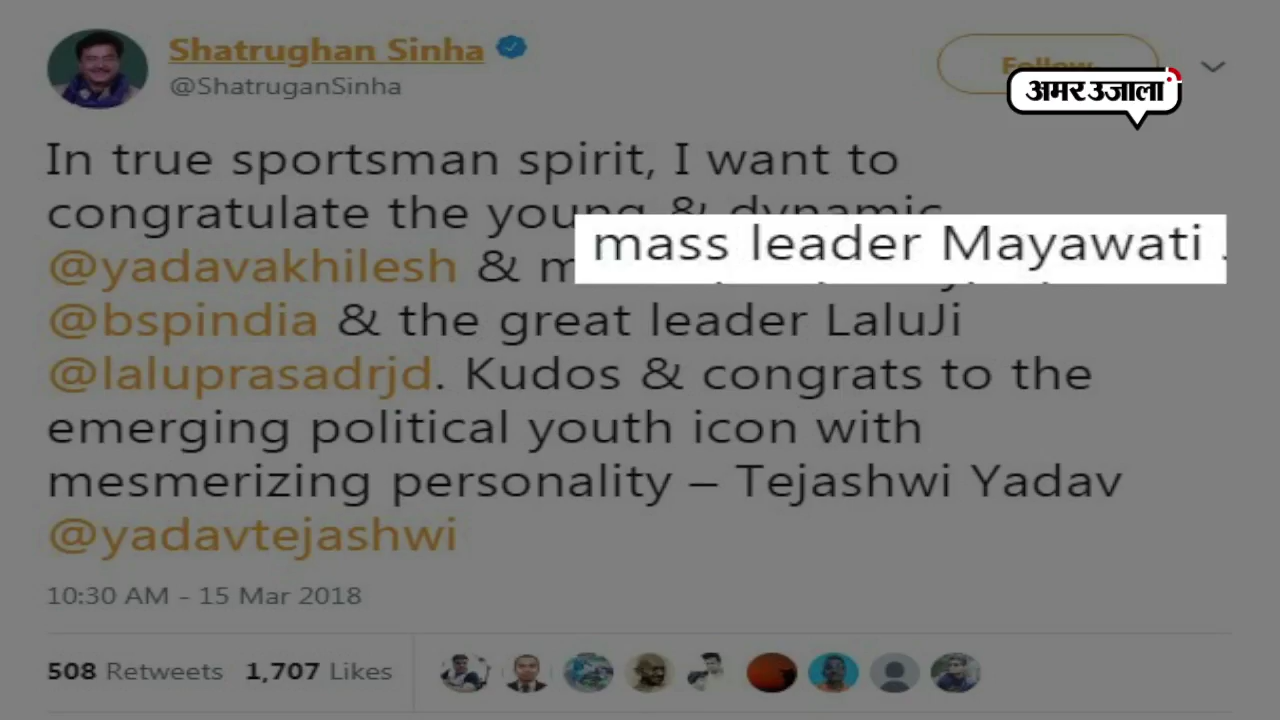 Shatrughan Sinha
@ShatruganSinha
Follow
अमर उजाला
In true sportsman spirit, I want to
congratulate the young & dynamic
@yadavakhilesh & m
mass leader Mayawati .
@bspindia & the great leader LaluJi
@laluprasadrjd. Kudos & congrats to the
emerging political youth icon with
mesmerizing personality – Tejashwi Yadav
@yadavtejashwi
10:30 AM - 15 Mar 2018
508 Retweets 1,707 Likes